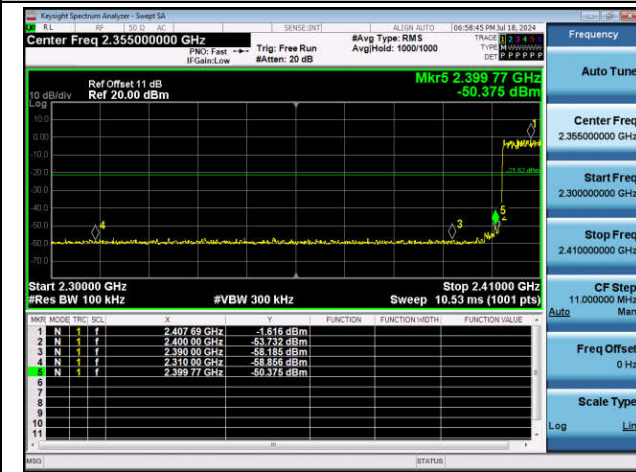 Keysight Spectrum Analyzer - Swept SA
RL RF 50 Ω AC SENSE:INT ALIGN AUTO 06:58:45 PM Jul 18, 2024
Center Freq 2.355000000 GHz
PNO: Fast
IFGain:Low
Trig: Free Run
#Atten: 20 dB
#Avg Type: RMS
Avg|Hold: 1000/1000
TRACE 1 2 3 4 5 6
TYPE M
DET P P P P P P
Ref Offset 11 dB
Ref 20.00 dBm
10 dB/div
Log
Mkr5 2.399 77 GHz
-50.375 dBm
10.0
0.00
-10.0
-20.0
-30.0
-40.0
-50.0
-60.0
-70.0
1
-21.62 dBm
5
2
3
4
Start 2.30000 GHz
Stop 2.41000 GHz
#Res BW 100 kHz
#VBW 300 kHz
Sweep 10.53 ms (1001 pts)
MKR MODE TRC SCL X Y FUNCTION FUNCTION WIDTH FUNCTION VALUE
1 N 1 f 2.407 69 GHz -1.616 dBm
2 N 1 f 2.400 00 GHz -53.732 dBm
3 N 1 f 2.390 00 GHz -58.185 dBm
4 N 1 f 2.310 00 GHz -58.856 dBm
5 N 1 f 2.399 77 GHz -50.375 dBm
6
7
8
9
10
11
MSG
STATUS
Frequency
Auto Tune
Center Freq
2.355000000 GHz
Start Freq
2.300000000 GHz
Stop Freq
2.410000000 GHz
CF Step
11.000000 MHz
Auto Man
Freq Offset
0 Hz
Scale Type
Log Lin